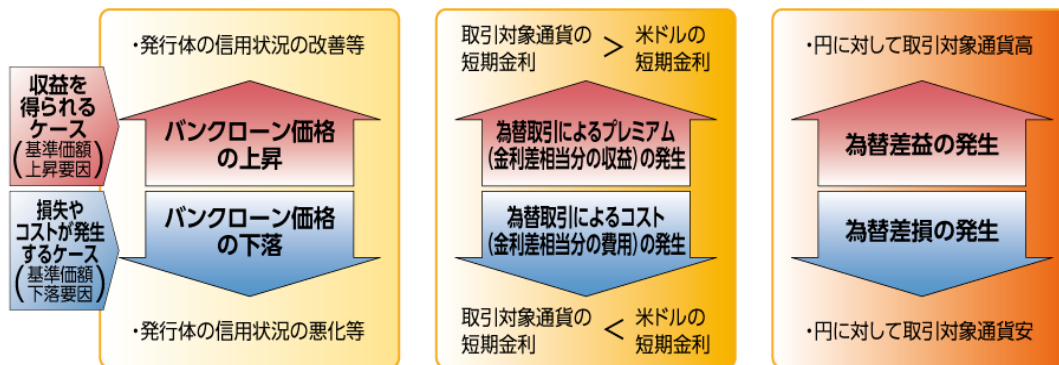 収益を
得られる
ケース
(基準価額
上昇要因)
損失や
コストが発生
するケース
(基準価額
下落要因)
・発行体の信用状況の改善等
バンクローン価格
の上昇
バンクローン価格
の下落
・発行体の信用状況の悪化等
取引対象通貨の > 米ドルの
短期金利 短期金利
為替取引によるプレミアム
(金利差相当分の収益)の発生
為替取引によるコスト
(金利差相当分の費用)の発生
取引対象通貨の < 米ドルの
短期金利 短期金利
・円に対して取引対象通貨高
為替差益の発生
為替差損の発生
・円に対して取引対象通貨安